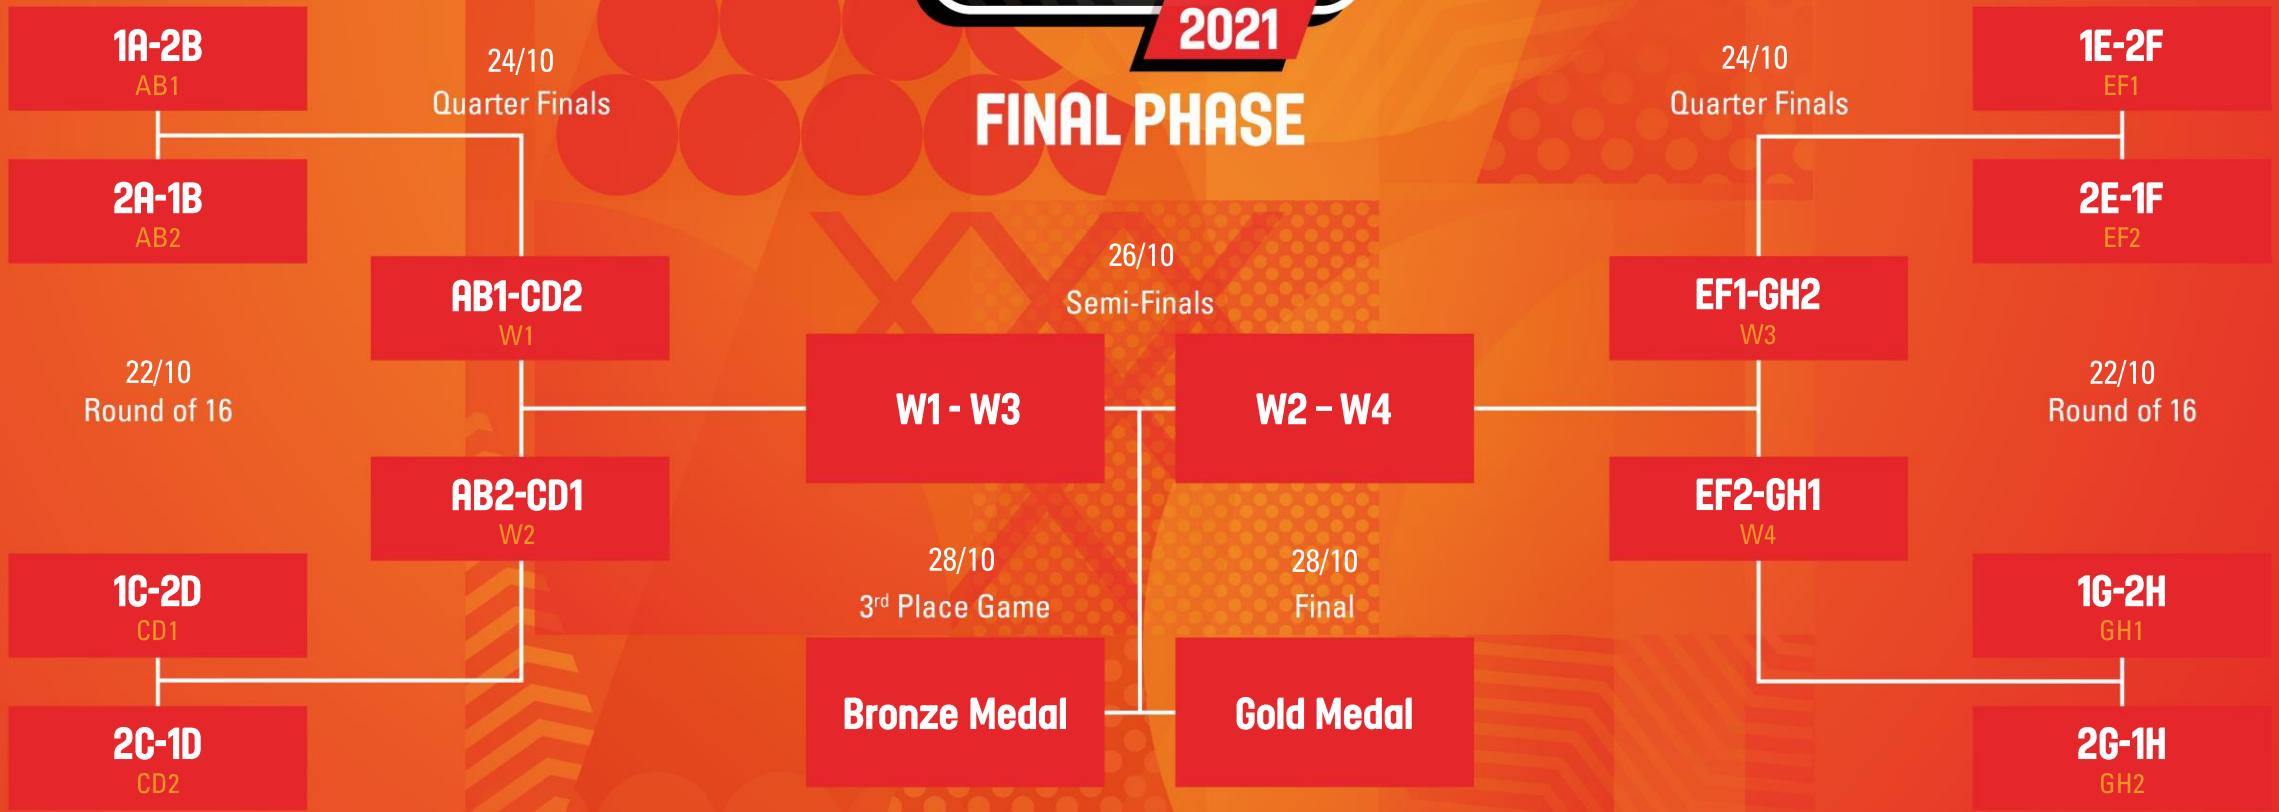 2021
FINAL PHASE
1A-2B
AB1
24/10
Quarter Finals
2A-1B
AB2
AB1-CD2
W1
22/10
Round of 16
AB2-CD1
W2
1C-2D
CD1
2C-1D
CD2
26/10
Semi-Finals
W1 - W3
W2 – W4
28/10
3rd Place Game
28/10
Final
Bronze Medal
Gold Medal
24/10
Quarter Finals
1E-2F
EF1
2E-1F
EF2
EF1-GH2
W3
22/10
Round of 16
EF2-GH1
W4
1G-2H
GH1
2G-1H
GH2